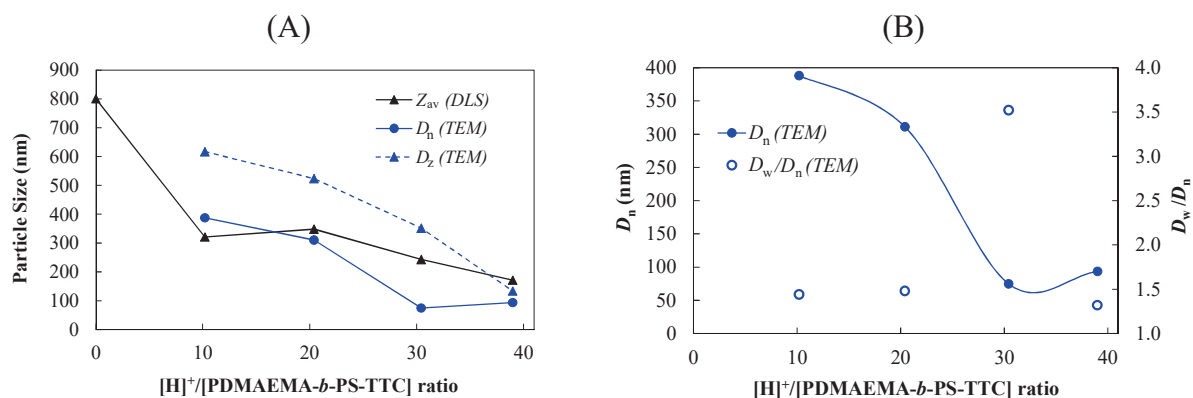 (A)
900
800
700
600
500
400
300
200
100
0
Particle Size (nm)
Zav (DLS)
Dn (TEM)
Dz (TEM)
0 10 20 30 40
[H]+/[PDMAEMA-b-PS-TTC] ratio
(B)
400
350
300
250
200
150
100
50
0
Dn (nm)
Dn (TEM)
Dw/Dn (TEM)
4.0
3.5
3.0
2.5
2.0
1.5
1.0
Dw/Dn
0 10 20 30 40
[H]+/[PDMAEMA-b-PS-TTC] ratio